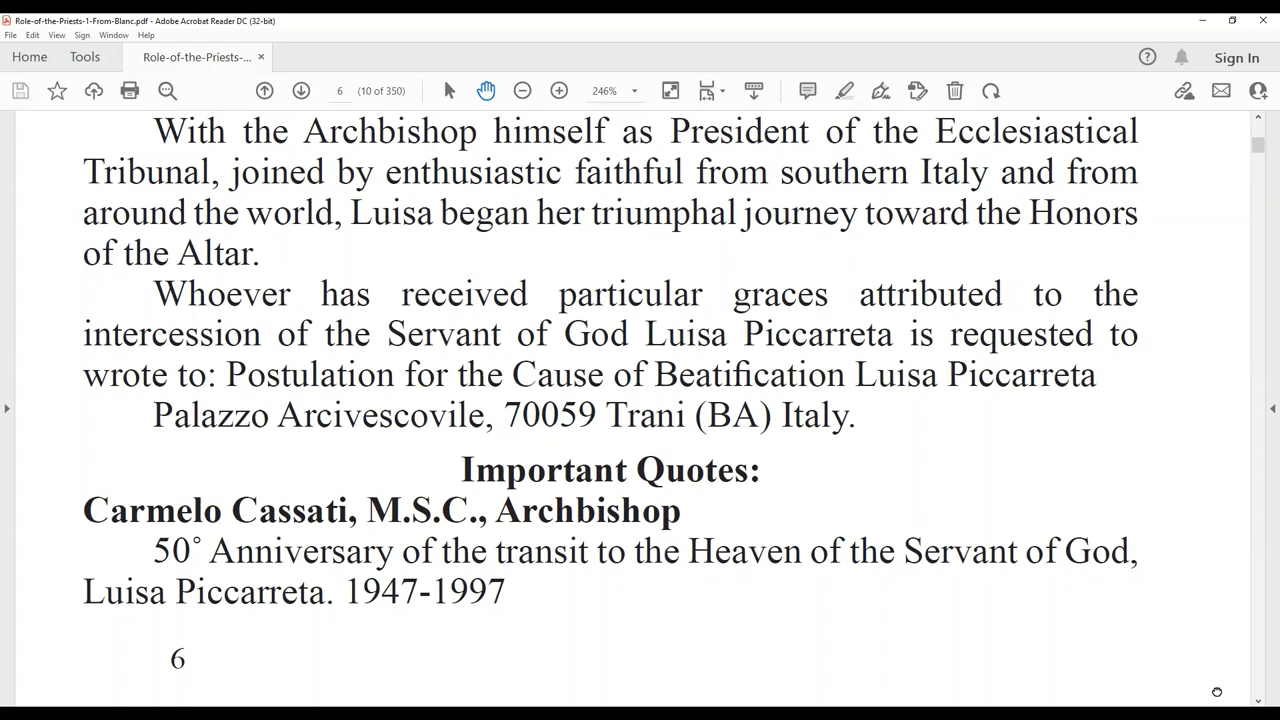 Role-of-the-Priests-1-From-Blanc.pdf - Adobe Acrobat Reader DC (32-bit)
File Edit View Sign Window Help
Home Tools Role-of-the-Priests-... × Sign In
6 (10 of 350) 246%
With the Archbishop himself as President of the Ecclesiastical
Tribunal, joined by enthusiastic faithful from southern Italy and from
around the world, Luisa began her triumphal journey toward the Honors
of the Altar.
Whoever has received particular graces attributed to the
intercession of the Servant of God Luisa Piccarreta is requested to
wrote to: Postulation for the Cause of Beatification Luisa Piccarreta
Palazzo Arcivescovile, 70059 Trani (BA) Italy.
Important Quotes:
Carmelo Cassati, M.S.C., Archbishop
50° Anniversary of the transit to the Heaven of the Servant of God,
Luisa Piccarreta. 1947-1997
6